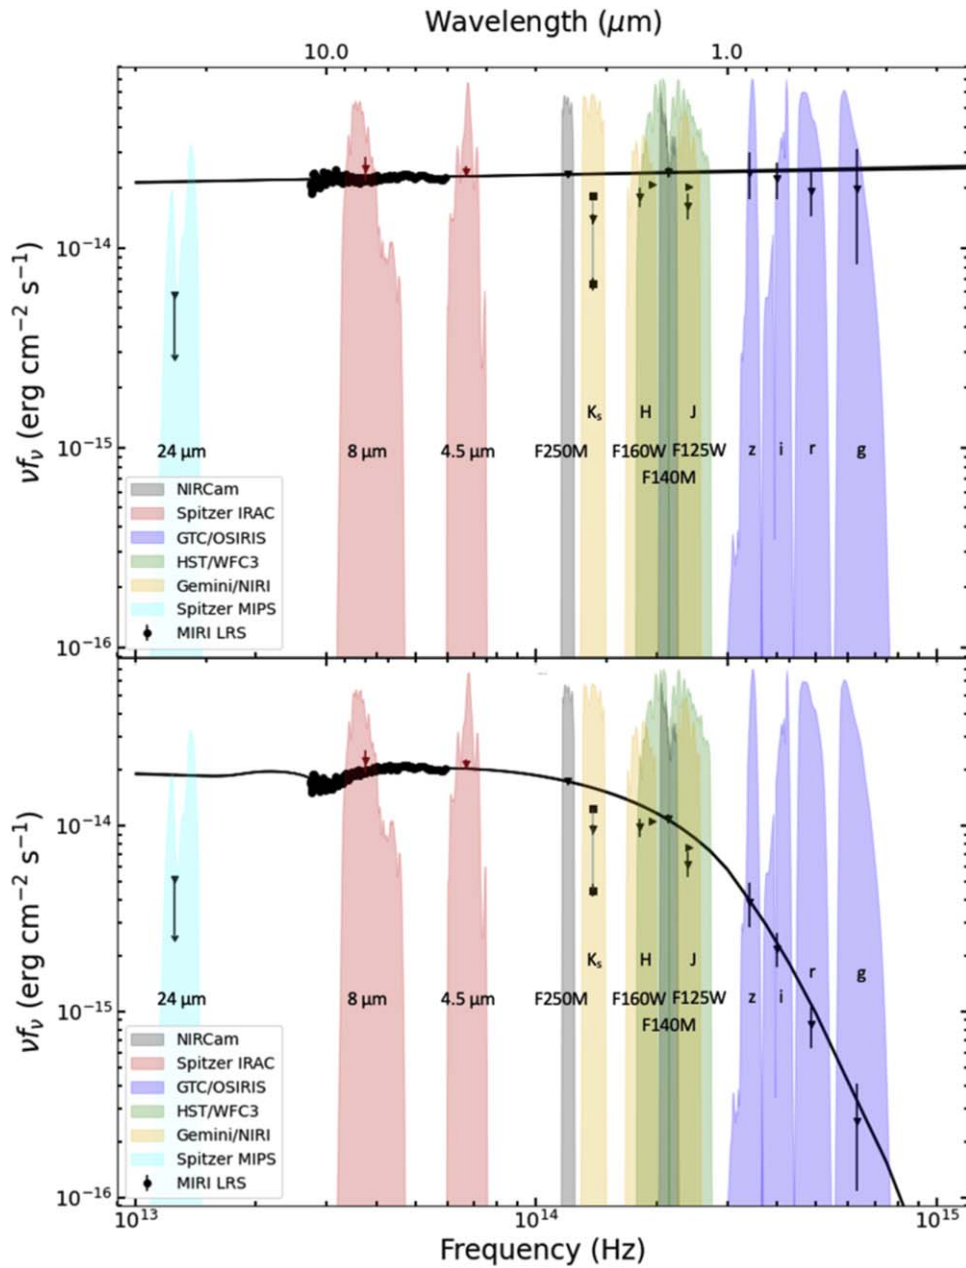 Wavelength (μm)
10.0 1.0
νfν (erg cm⁻² s⁻¹)
10⁻¹⁴
10⁻¹⁵
10⁻¹⁶
Kₛ H J
24 μm 8 μm 4.5 μm F250M F160W F125W z i r g
F140M
NIRCam
Spitzer IRAC
GTC/OSIRIS
HST/WFC3
Gemini/NIRI
Spitzer MIPS
MIRI LRS
νfν (erg cm⁻² s⁻¹)
10⁻¹⁴
10⁻¹⁵
10⁻¹⁶
Kₛ H J r g
24 μm 8 μm 4.5 μm F250M F160W F125W z i
F140M
NIRCam
Spitzer IRAC
GTC/OSIRIS
HST/WFC3
Gemini/NIRI
Spitzer MIPS
MIRI LRS
10¹³ 10¹⁴ 10¹⁵
Frequency (Hz)